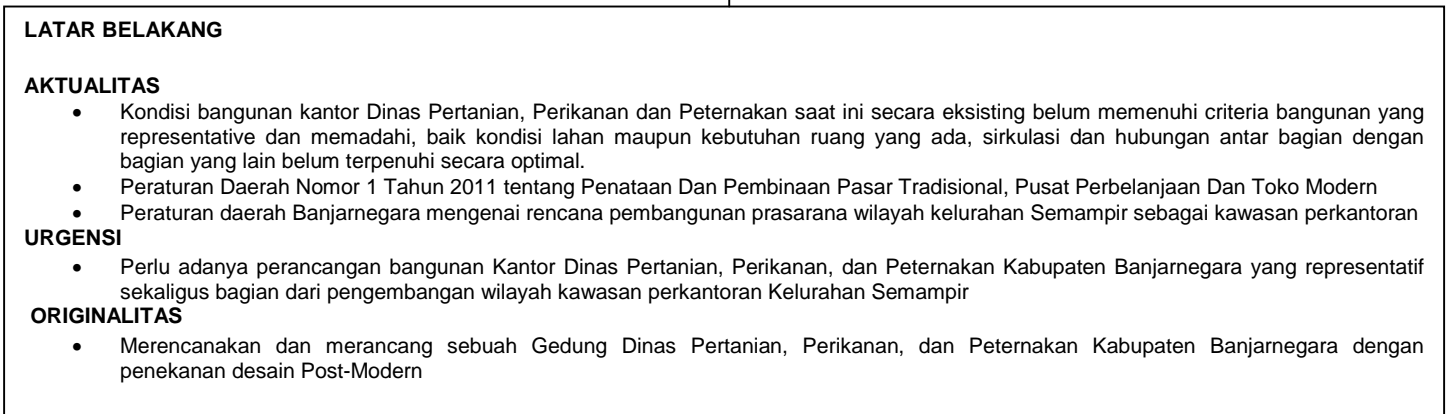 LATAR BELAKANG
AKTUALITAS
• Kondisi bangunan kantor Dinas Pertanian, Perikanan dan Peternakan saat ini secara eksisting belum memenuhi criteria bangunan yang
representative dan memadahi, baik kondisi lahan maupun kebutuhan ruang yang ada, sirkulasi dan hubungan antar bagian dengan
bagian yang lain belum terpenuhi secara optimal.
• Peraturan Daerah Nomor 1 Tahun 2011 tentang Penataan Dan Pembinaan Pasar Tradisional, Pusat Perbelanjaan Dan Toko Modern
• Peraturan daerah Banjarnegara mengenai rencana pembangunan prasarana wilayah kelurahan Semampir sebagai kawasan perkantoran
URGENSI
• Perlu adanya perancangan bangunan Kantor Dinas Pertanian, Perikanan, dan Peternakan Kabupaten Banjarnegara yang representatif
sekaligus bagian dari pengembangan wilayah kawasan perkantoran Kelurahan Semampir
ORIGINALITAS
• Merencanakan dan merancang sebuah Gedung Dinas Pertanian, Perikanan, dan Peternakan Kabupaten Banjarnegara dengan
penekanan desain Post-Modern